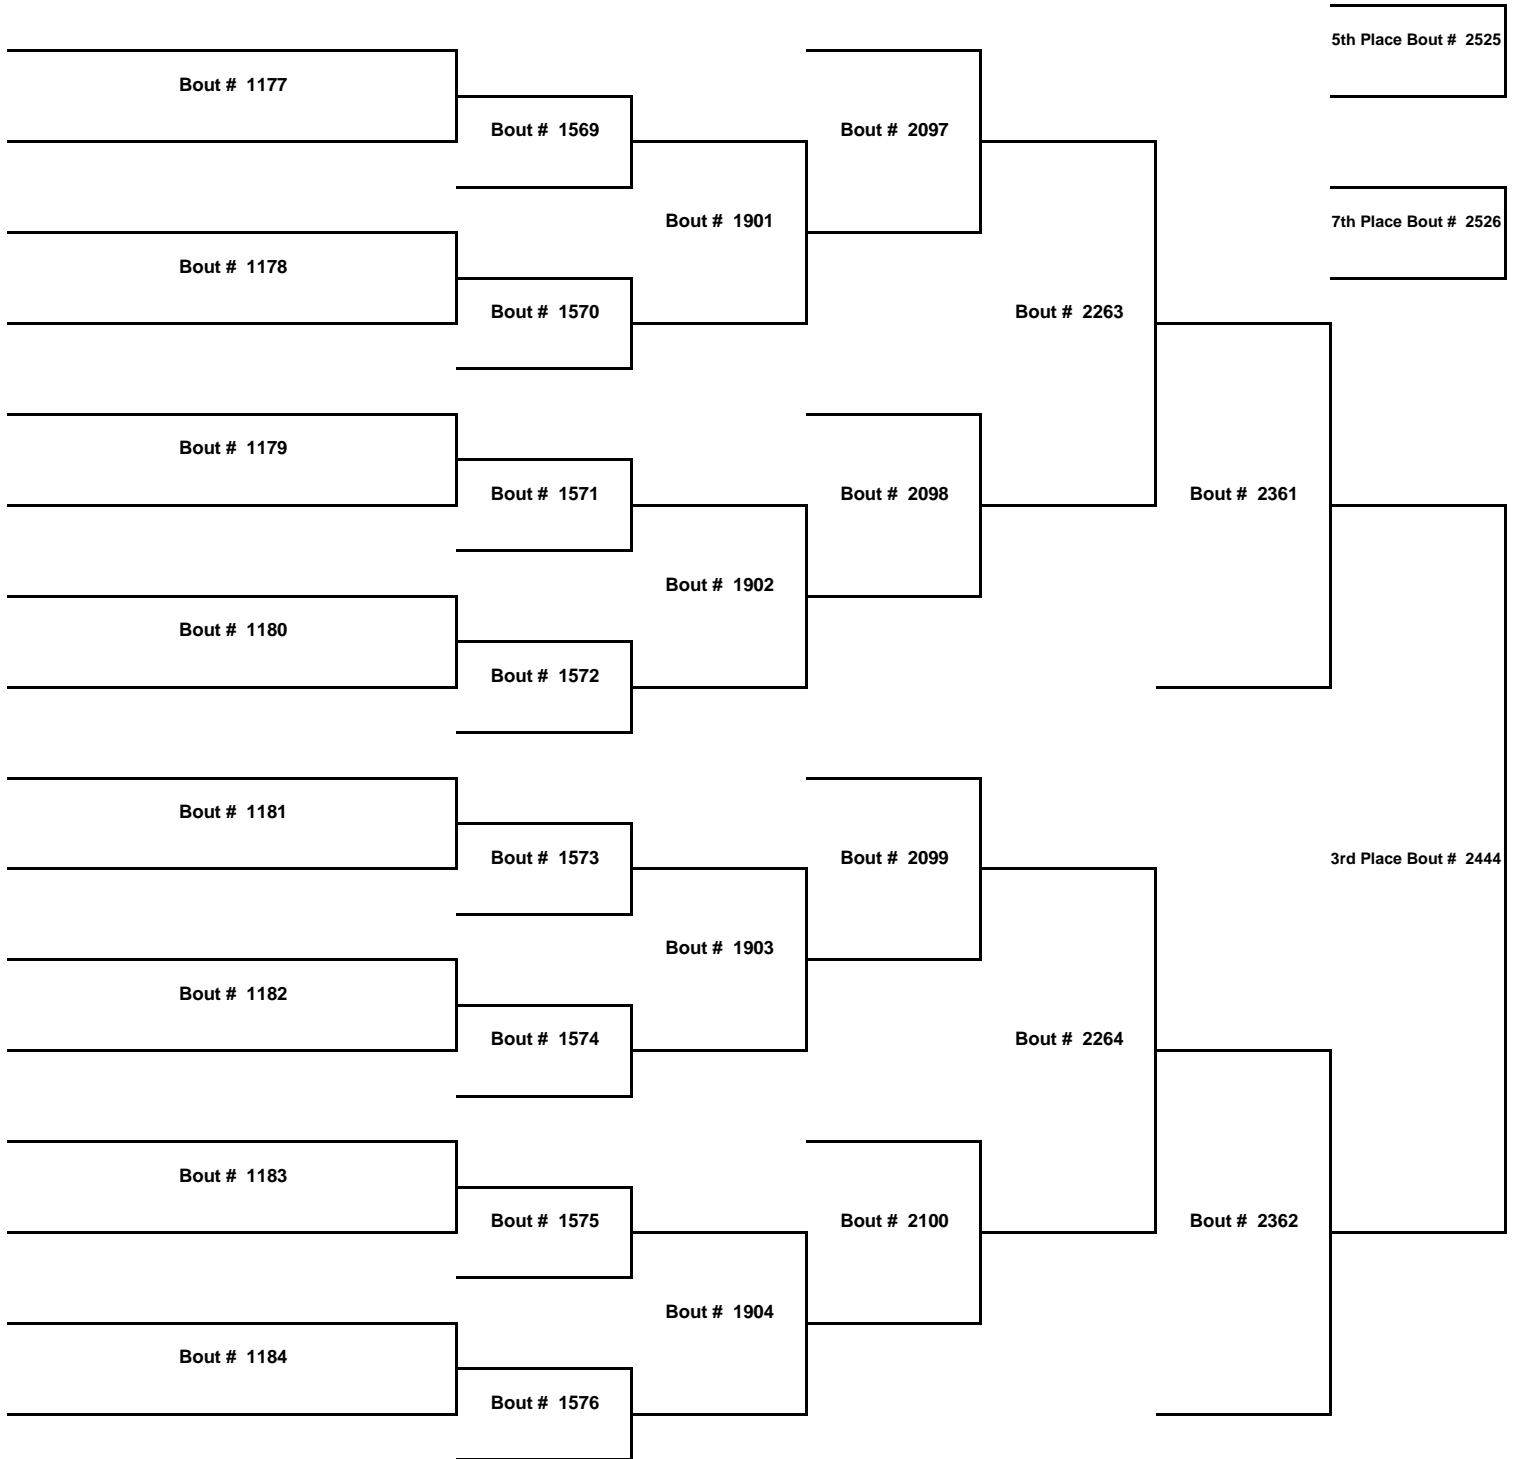 5th Place Bout # 2525
Bout # 1177
Bout # 1569
Bout # 2097
Bout # 1901
7th Place Bout # 2526
Bout # 1178
Bout # 1570
Bout # 2263
Bout # 1179
Bout # 1571
Bout # 2098
Bout # 2361
Bout # 1902
Bout # 1180
Bout # 1572
Bout # 1181
Bout # 1573
Bout # 2099
3rd Place Bout # 2444
Bout # 1903
Bout # 1182
Bout # 1574
Bout # 2264
Bout # 1183
Bout # 1575
Bout # 2100
Bout # 2362
Bout # 1904
Bout # 1184
Bout # 1576